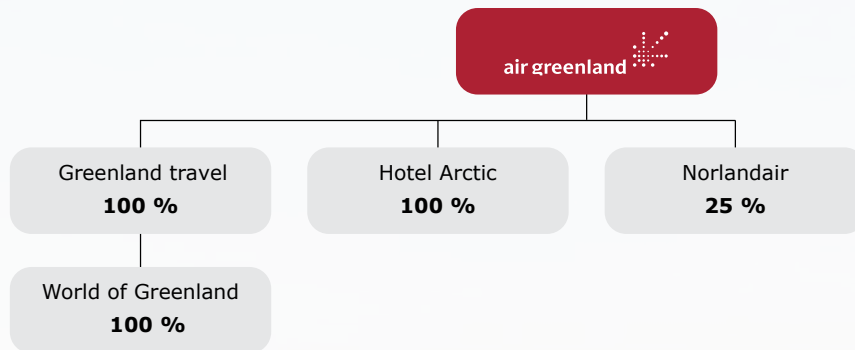 air greenland
Greenland travel
100 %
Hotel Arctic
100 %
Norlandair
25 %
World of Greenland
100 %